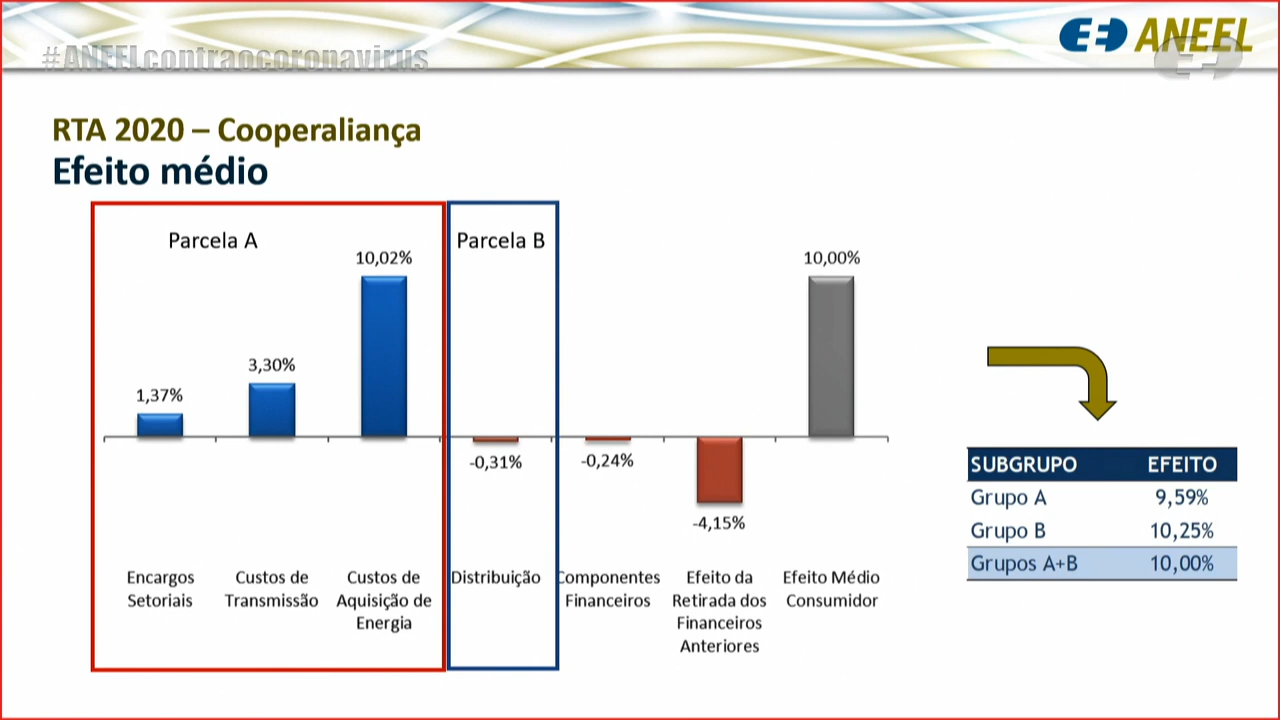 #ANEELcontraocoronavirus
ANEEL
RTA 2020 – Cooperaliança
Efeito médio
Parcela A
Parcela B
1,37%
3,30%
10,02%
-0,31%
-0,24%
-4,15%
10,00%
Encargos
Setoriais
Custos de
Transmissão
Custos de
Aquisição de
Energia
Distribuição
Componentes
Financeiros
Efeito da
Retirada dos
Financeiros
Anteriores
Efeito Médio
Consumidor
SUBGRUPO EFEITO
Grupo A 9,59%
Grupo B 10,25%
Grupos A+B 10,00%